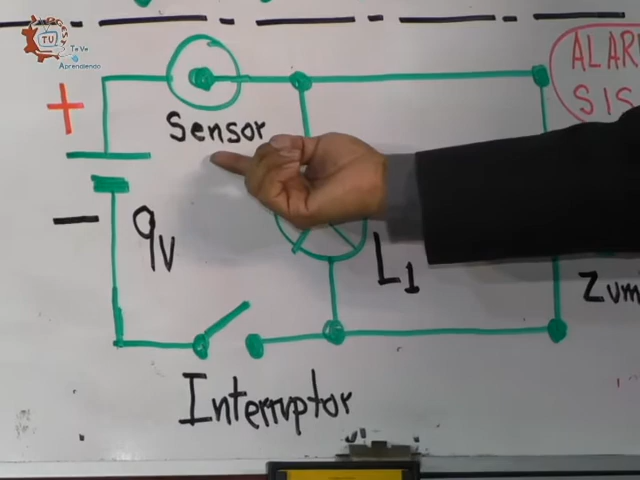 TU
Te Ve
Aprendiendo
ALAR
SIS
+
Sensor
9V
L1
Zum
Interruptor